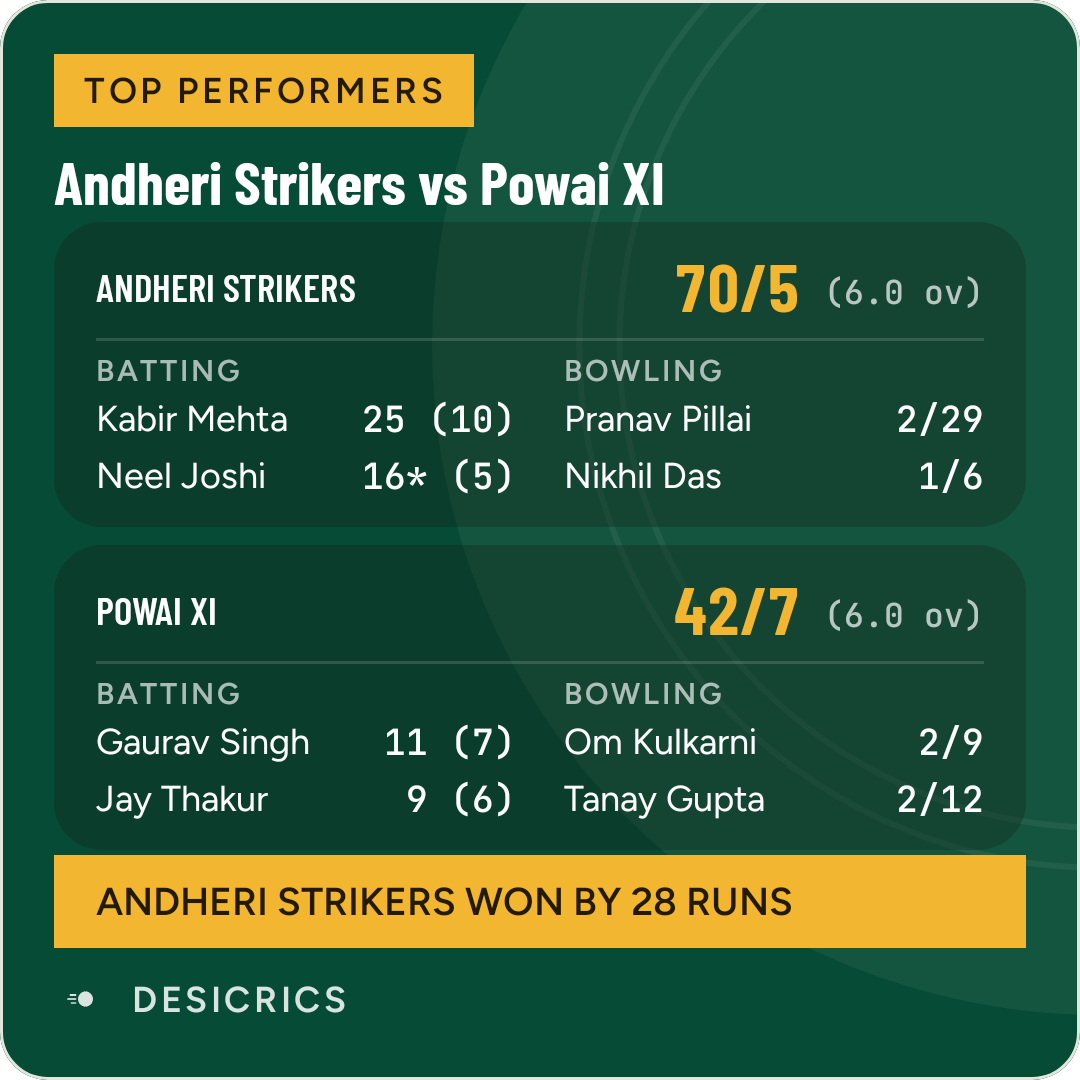 TOP PERFORMERS
Andheri Strikers vs Powai XI
ANDHERI STRIKERS 70/5 (6.0 ov)
BATTING BOWLING
Kabir Mehta 25 (10) Pranav Pillai 2/29
Neel Joshi 16* (5) Nikhil Das 1/6
POWAI XI 42/7 (6.0 ov)
BATTING BOWLING
Gaurav Singh 11 (7) Om Kulkarni 2/9
Jay Thakur 9 (6) Tanay Gupta 2/12
ANDHERI STRIKERS WON BY 28 RUNS
DESICRICS